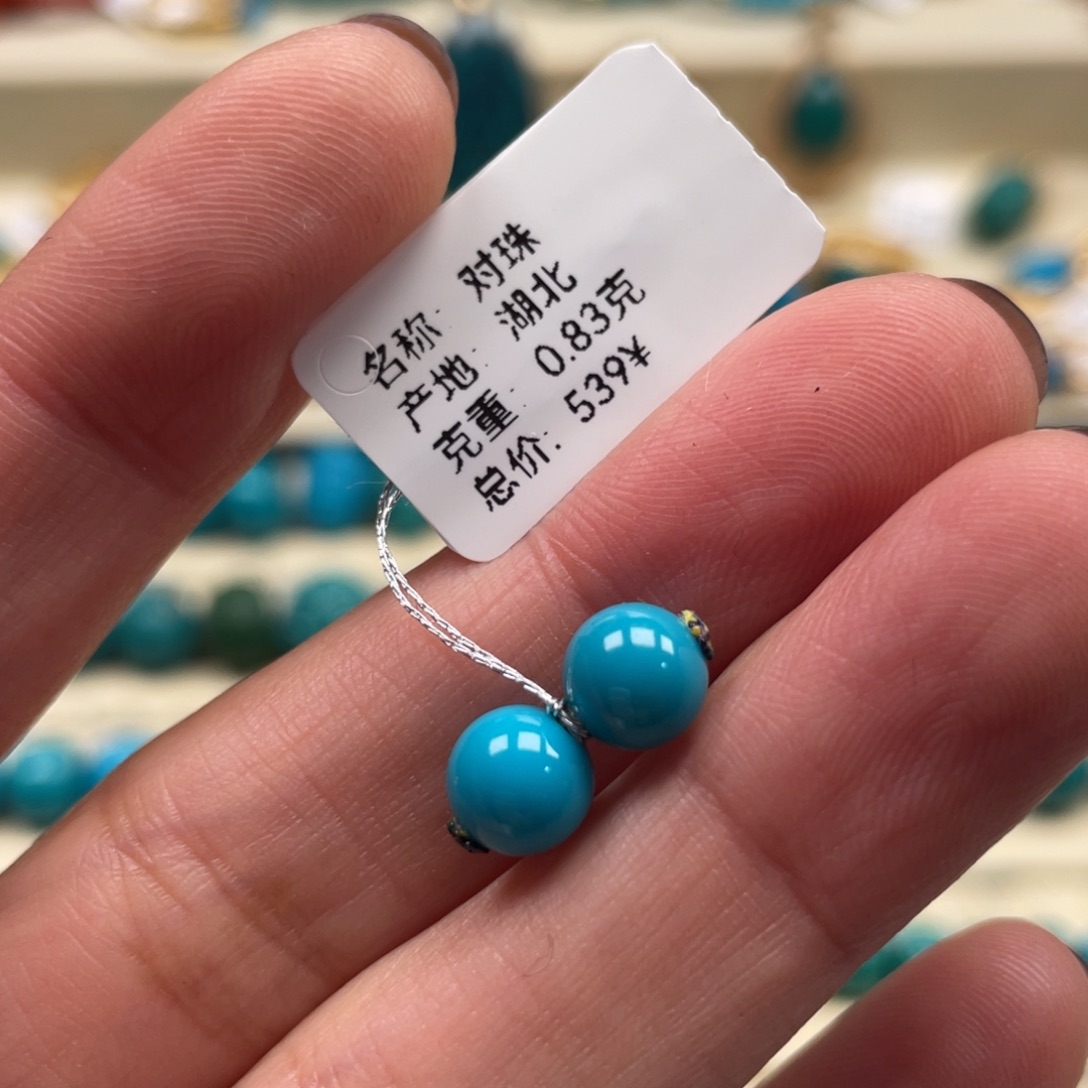 名称: 对珠
产地: 湖北
克重: 0.83克
总价: 539¥